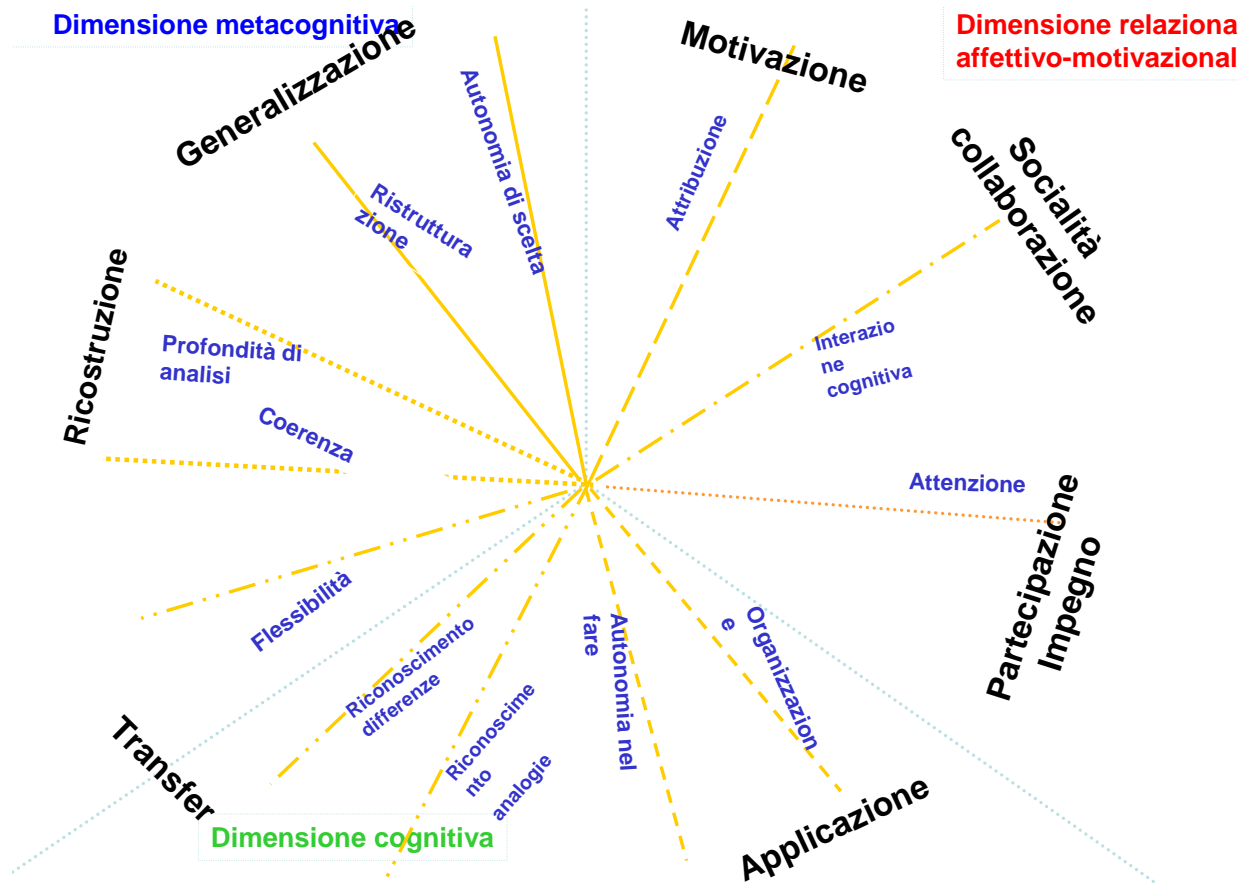 Dimensione metacognitiva
Dimensione relaziona
affettivo-motivazional
Generalizzazione
Motivazione
Autonomia di scelta
Attribuzione
Socialità
collaborazione
Ristruttura
zione
Ricostruzione
Profondità di
analisi
Interazio
ne
cognitiva
Coerenza
Attenzione
Partecipazione
Impegno
Flessibilità
Riconoscimento
differenze
Riconoscime
nto
analogie
Autonomia nel
fare
Organizzazion
e
Transfer
Applicazione
Dimensione cognitiva